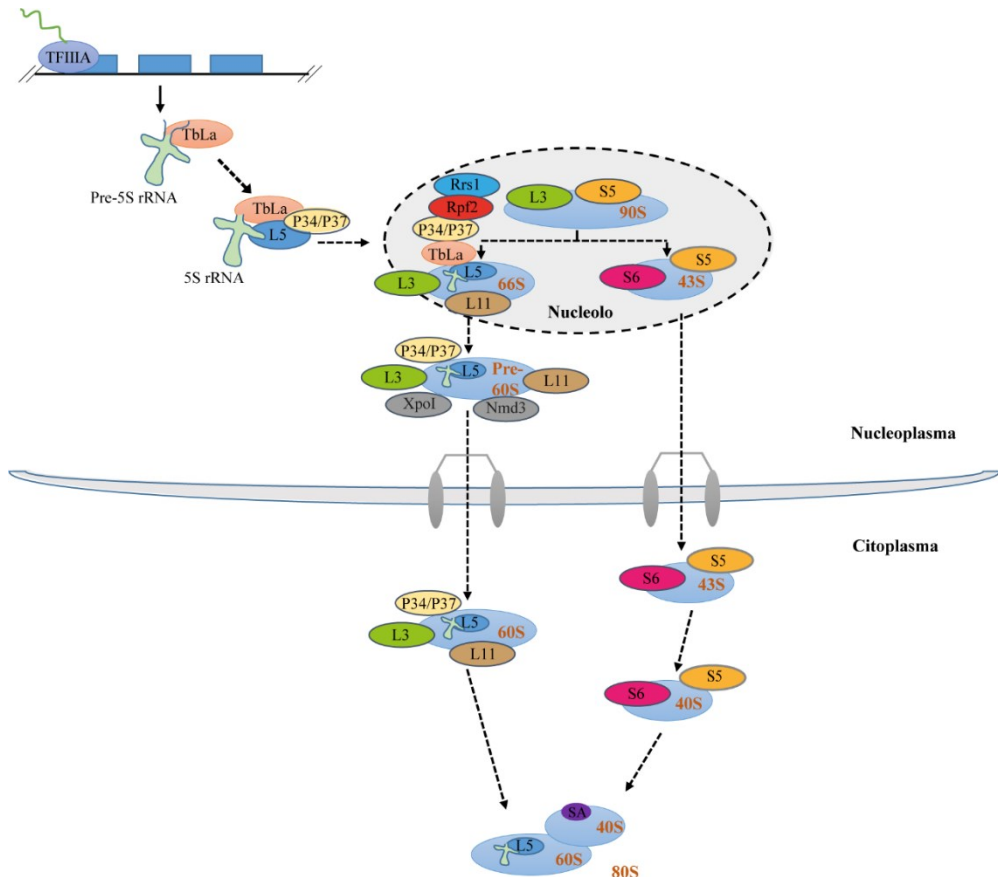 TFIIIA
TbLa
Pre-5S rRNA
TbLa
P34/P37
L5
5S rRNA
Rrs1
Rpf2
P34/P37
TbLa
L5
L3
66S
L11
L3
S5
90S
S5
S6
43S
Nucleolo
P34/P37
L3
L5
Pre-
60S
L11
XpoI
Nmd3
Nucleoplasma
Citoplasma
S5
S6
43S
P34/P37
L5
L3
60S
L11
S5
S6
40S
SA
40S
L5
60S
80S